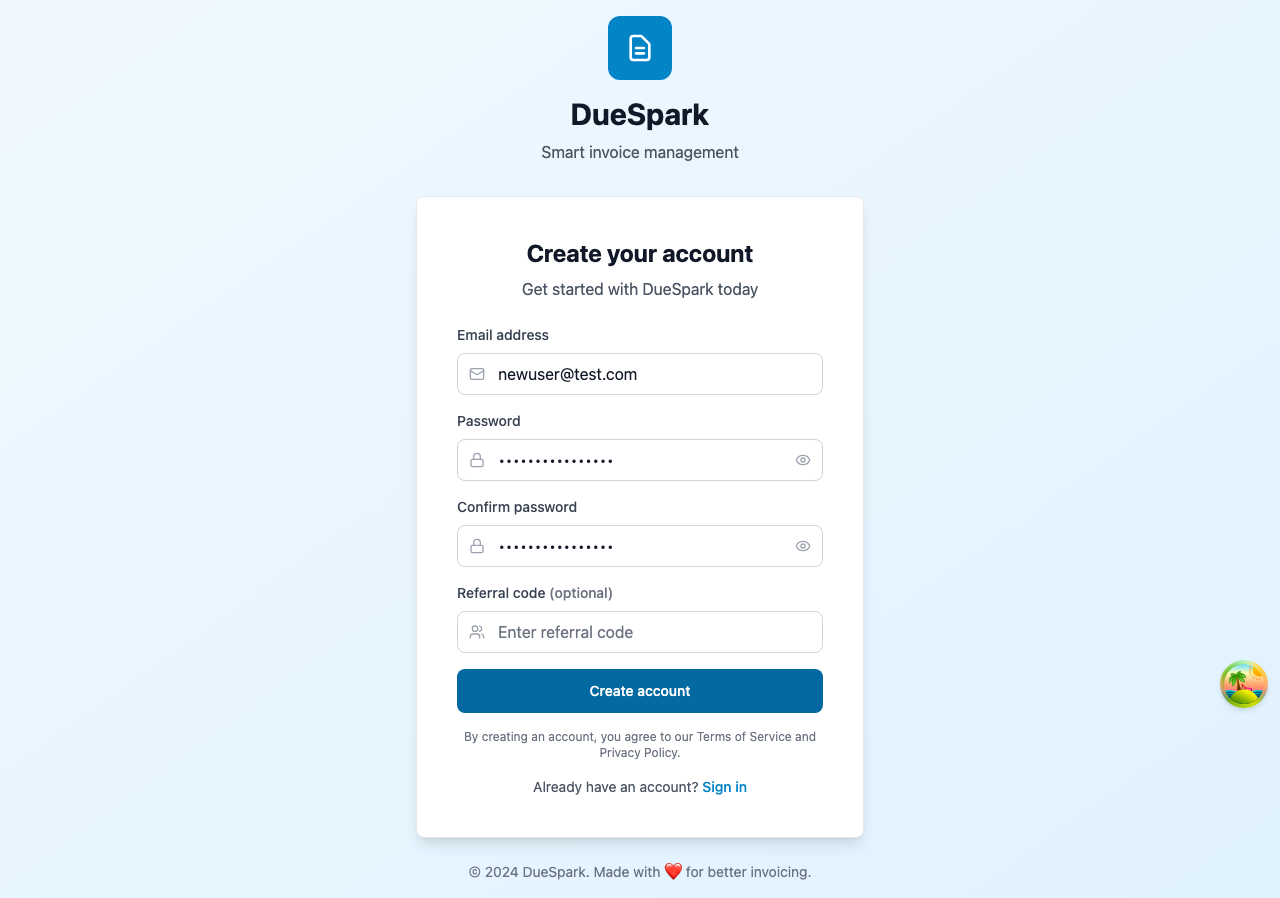 DueSpark
Smart invoice management
Create your account
Get started with DueSpark today
Email address
newuser@test.com
Password
••••••••••••••••
Confirm password
••••••••••••••••
Referral code (optional)
Enter referral code
Create account
By creating an account, you agree to our Terms of Service and
Privacy Policy.
Already have an account? Sign in
© 2024 DueSpark. Made with ❤️ for better invoicing.